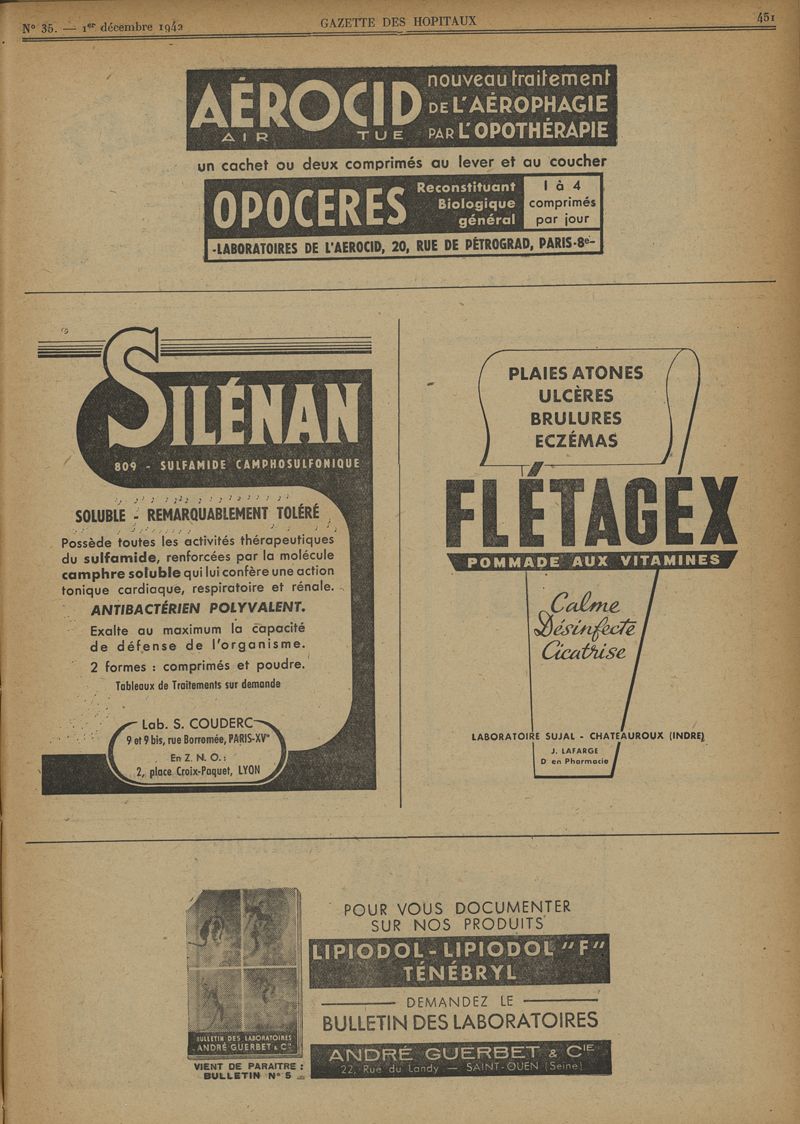 N° 35. — 1er décembre 1942
GAZETTE DES HOPITAUX
451
AÉROCID
AIR TUE
nouveau traitement
DE L'AÉROPHAGIE
PAR L'OPOTHÉRAPIE
un cachet ou deux comprimés au lever et au coucher
OPOCERES
Reconstituant
Biologique
général
1 à 4
comprimés
par jour
-LABORATOIRES DE L'AEROCID, 20, RUE DE PÉTROGRAD, PARIS-8e-
SILÉNAN
809 - SULFAMIDE CAMPHOSULFONIQUE
SOLUBLE - REMARQUABLEMENT TOLÉRÉ
Possède toutes les activités thérapeutiques
du sulfamide, renforcées par la molécule
camphre soluble qui lui confère une action
tonique cardiaque, respiratoire et rénale.
ANTIBACTÉRIEN POLYVALENT.
Exalte au maximum la capacité
de défense de l'organisme.
2 formes : comprimés et poudre.
Tableaux de Traitements sur demande
Lab. S. COUDERC
9 et 9 bis, rue Borromée, PARIS-XVe
En Z. N. O. :
2, place Croix-Paquet, LYON
PLAIES ATONES
ULCÈRES
BRULURES
ECZÉMAS
FLÉTAGEX
POMMADE AUX VITAMINES
Calme
Désinfecte
Cicatrise
LABORATOIRE SUJAL - CHATEAUROUX (INDRE)
J. LAFARGE
Dr en Pharmacie
BULLETIN DES LABORATOIRES
ANDRÉ GUERBET & Cie
VIENT DE PARAITRE :
BULLETIN N° 5
POUR VOUS DOCUMENTER
SUR NOS PRODUITS
LIPIODOL - LIPIODOL "F"
TÉNÉBRYL
DEMANDEZ LE
BULLETIN DES LABORATOIRES
ANDRÉ GUERBET & CIE
22, Rue du Landy — SAINT-OUEN (Seine)